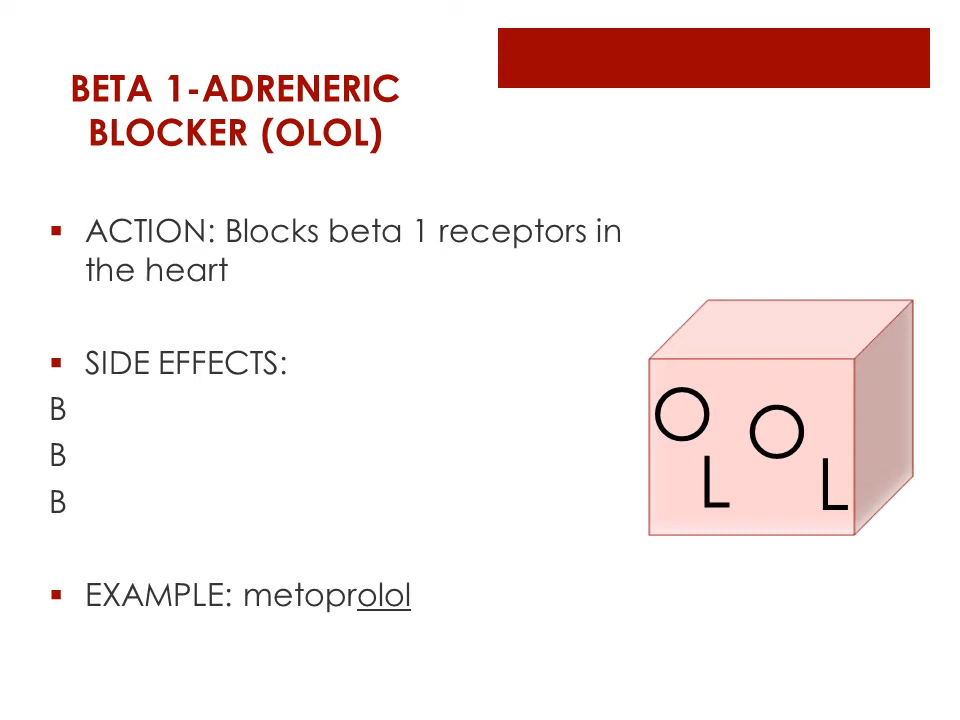 BETA 1-ADRENERIC
BLOCKER (OLOL)
▪ ACTION: Blocks beta 1 receptors in
the heart
▪ SIDE EFFECTS:
B
B
B
▪ EXAMPLE: metoprolol
O O
L L